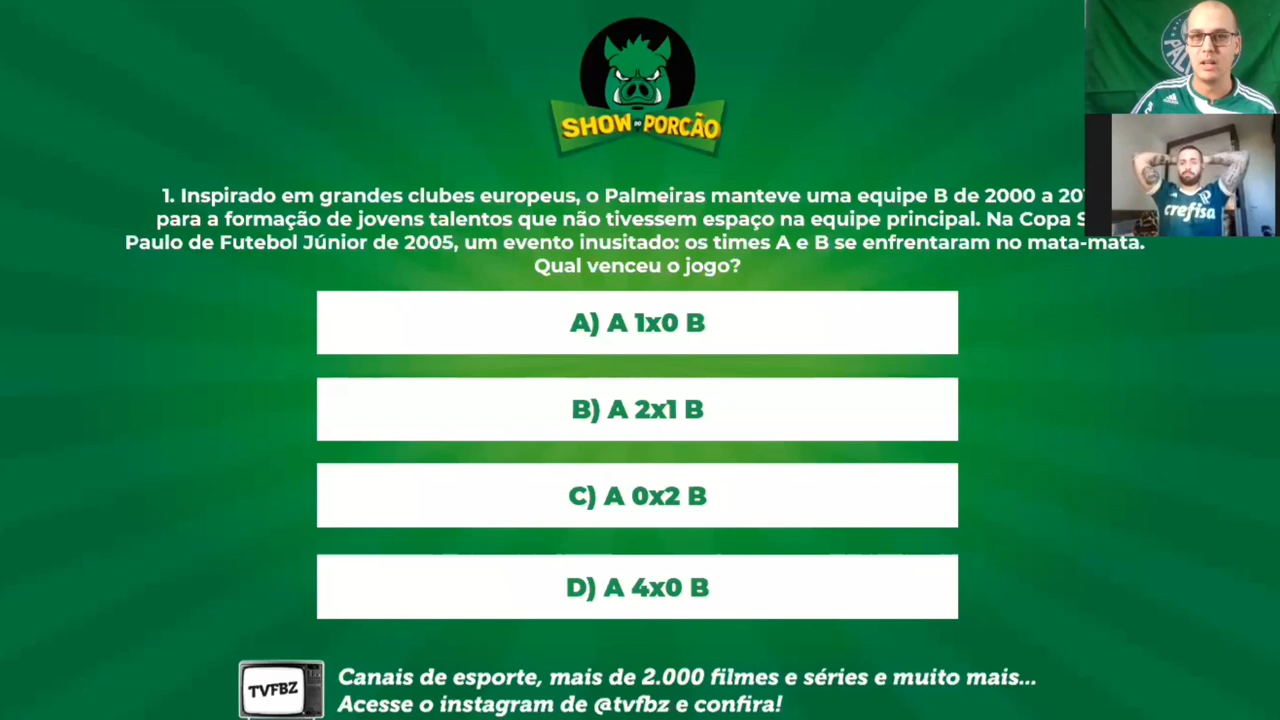 SHOW DO PORCÃO
1. Inspirado em grandes clubes europeus, o Palmeiras manteve uma equipe B de 2000 a
para a formação de jovens talentos que não tivessem espaço na equipe principal. Na Copa
Paulo de Futebol Júnior de 2005, um evento inusitado: os times A e B se enfrentaram no mata-mata.
Qual venceu o jogo?
A) A 1x0 B
B) A 2x1 B
C) A 0x2 B
D) A 4x0 B
TVFBZ
Canais de esporte, mais de 2.000 filmes e séries e muito mais...
Acesse o instagram de @tvfbz e confira!
crefisa